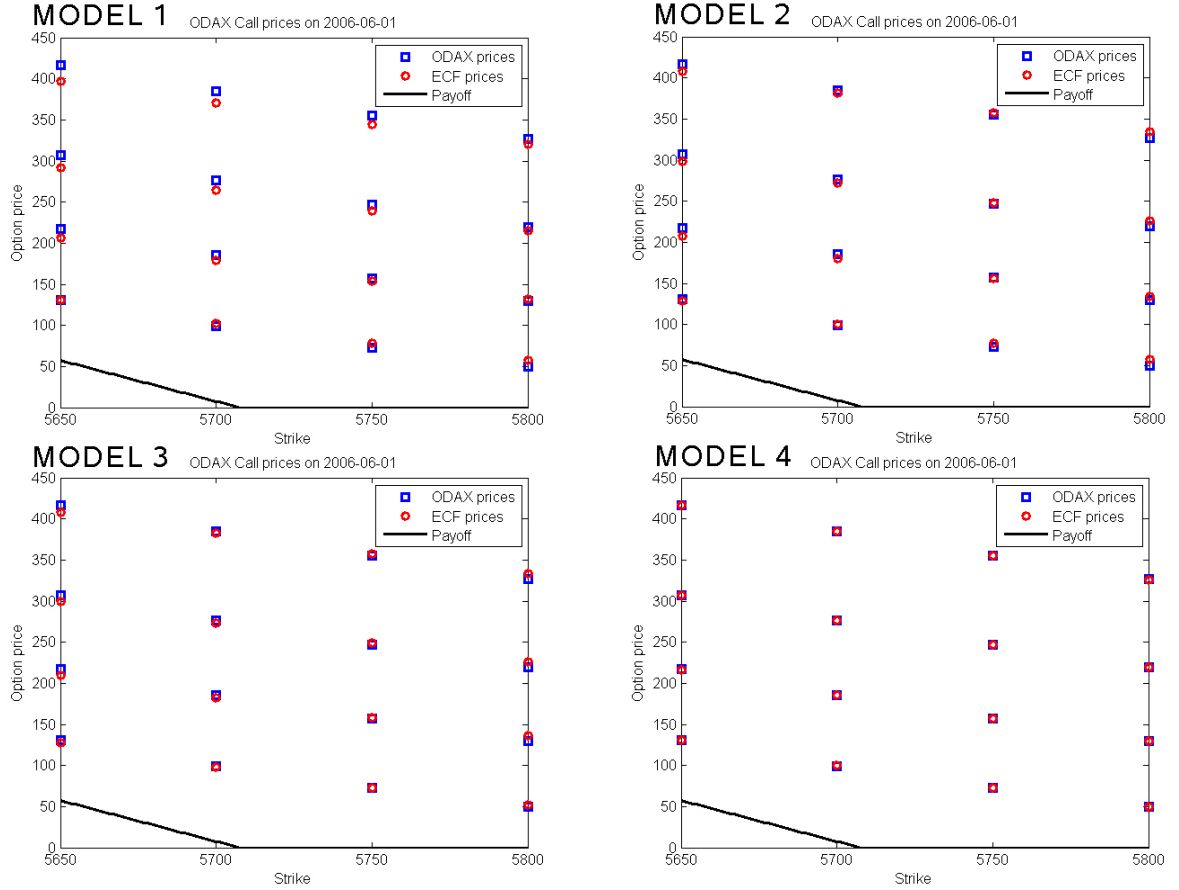 MODEL 1
ODAX Call prices on 2006-06-01
ODAX prices
ECF prices
Payoff
Option price
450
400
350
300
250
200
150
100
50
0
5650 5700 5750 5800
Strike
MODEL 2
ODAX Call prices on 2006-06-01
ODAX prices
ECF prices
Payoff
Option price
450
400
350
300
250
200
150
100
50
0
5650 5700 5750 5800
Strike
MODEL 3
ODAX Call prices on 2006-06-01
ODAX prices
ECF prices
Payoff
Option price
450
400
350
300
250
200
150
100
50
0
5650 5700 5750 5800
Strike
MODEL 4
ODAX Call prices on 2006-06-01
ODAX prices
ECF prices
Payoff
Option price
450
400
350
300
250
200
150
100
50
0
5650 5700 5750 5800
Strike